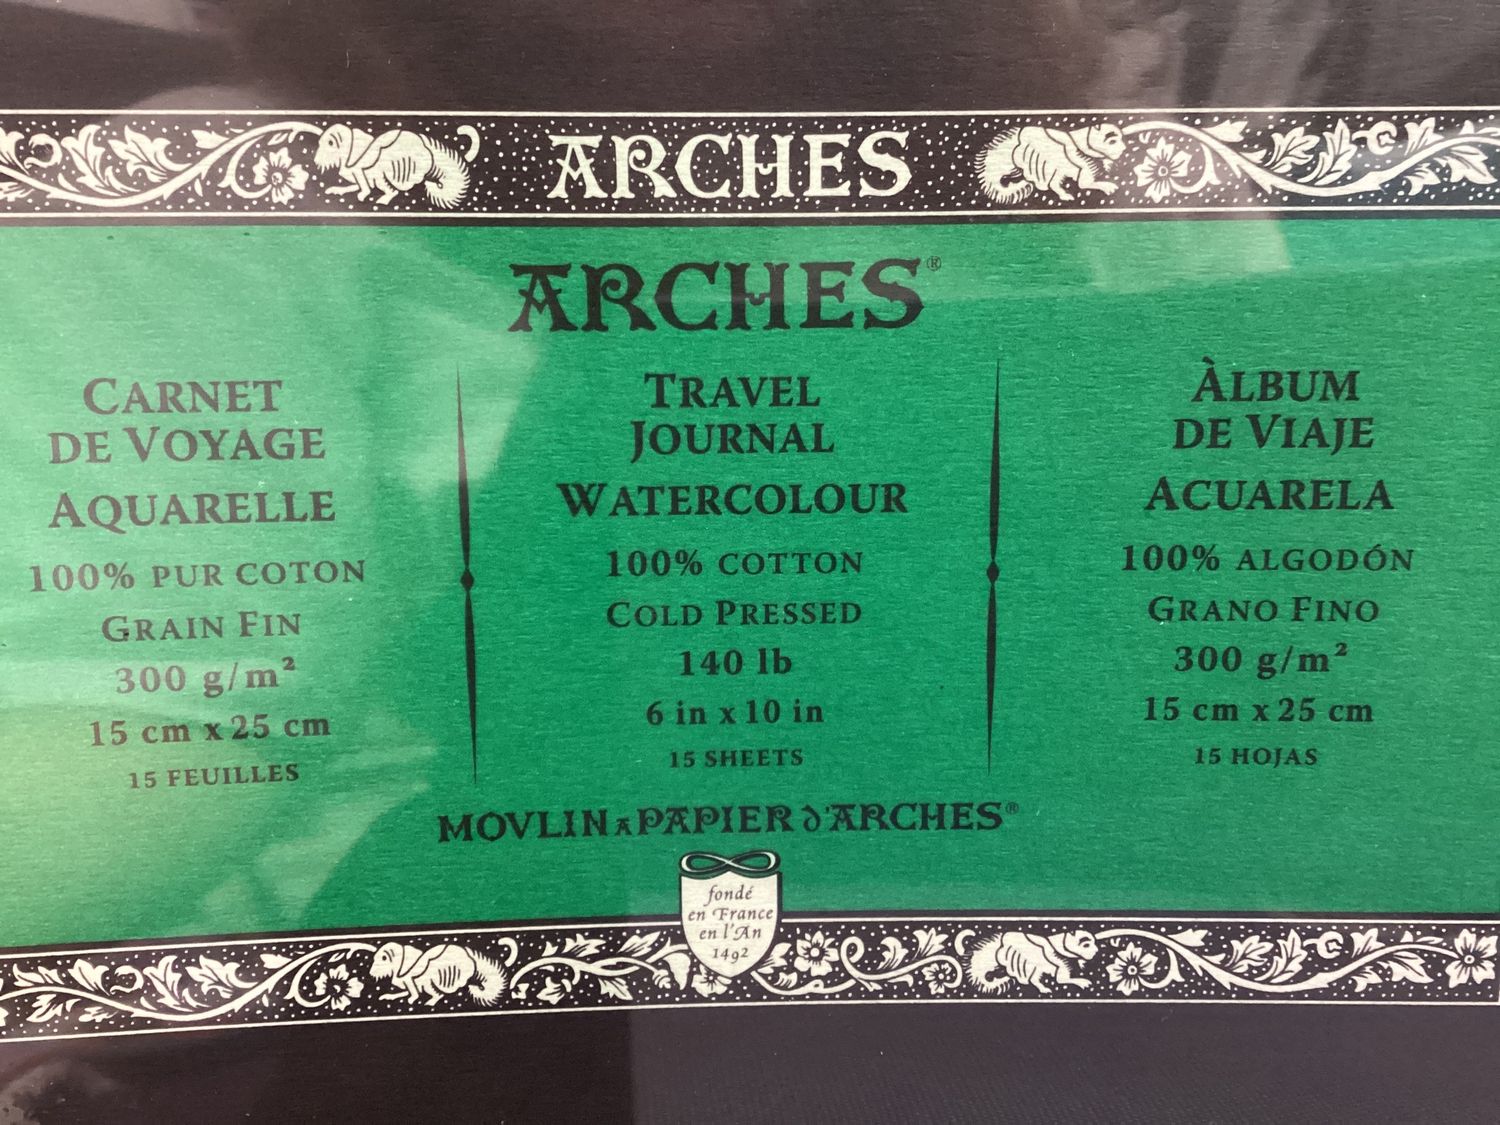 ARCHES
ARCHES®
CARNET
DE VOYAGE
AQUARELLE
100% PUR COTON
GRAIN FIN
300 g/m²
15 cm x 25 cm
15 FEUILLES
TRAVEL
JOURNAL
WATERCOLOUR
100% COTTON
COLD PRESSED
140 lb
6 in x 10 in
15 SHEETS
ÀLBUM
DE VIAJE
ACUARELA
100% ALGODÓN
GRANO FINO
300 g/m²
15 cm x 25 cm
15 HOJAS
MOVLIN A PAPIER D'ARCHES®
fondé
en France
en l'An
1492